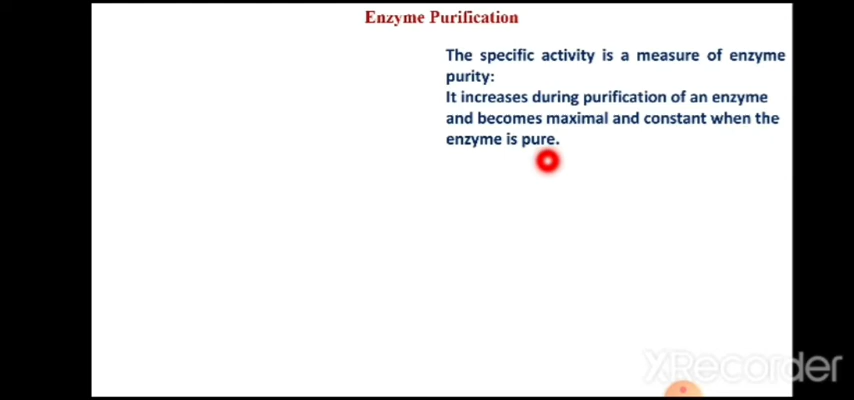 Enzyme Purification
The specific activity is a measure of enzyme
purity:
It increases during purification of an enzyme
and becomes maximal and constant when the
enzyme is pure.
XRecorder